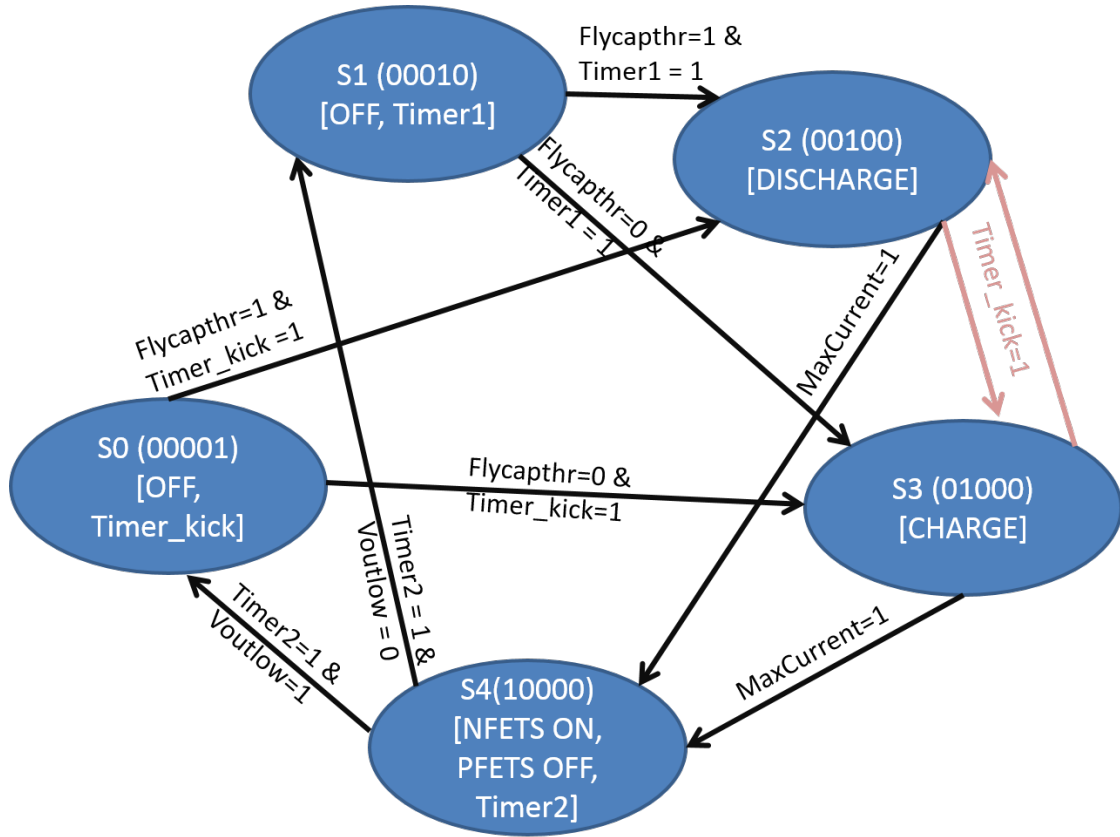 Flycapthr=1 &
Timer1 = 1
S1 (00010)
[OFF, Timer1]
S2 (00100)
[DISCHARGE]
Flycapthr=0 &
Timer1 = 1
Timer_kick=1
MaxCurrent=1
Flycapthr=1 &
Timer_kick =1
S0 (00001)
[OFF,
Timer_kick]
Flycapthr=0 &
Timer_kick=1
S3 (01000)
[CHARGE]
Timer2 = 1 &
Voutlow = 0
Timer2=1 &
Voutlow=1
MaxCurrent=1
S4(10000)
[NFETS ON,
PFETS OFF,
Timer2]